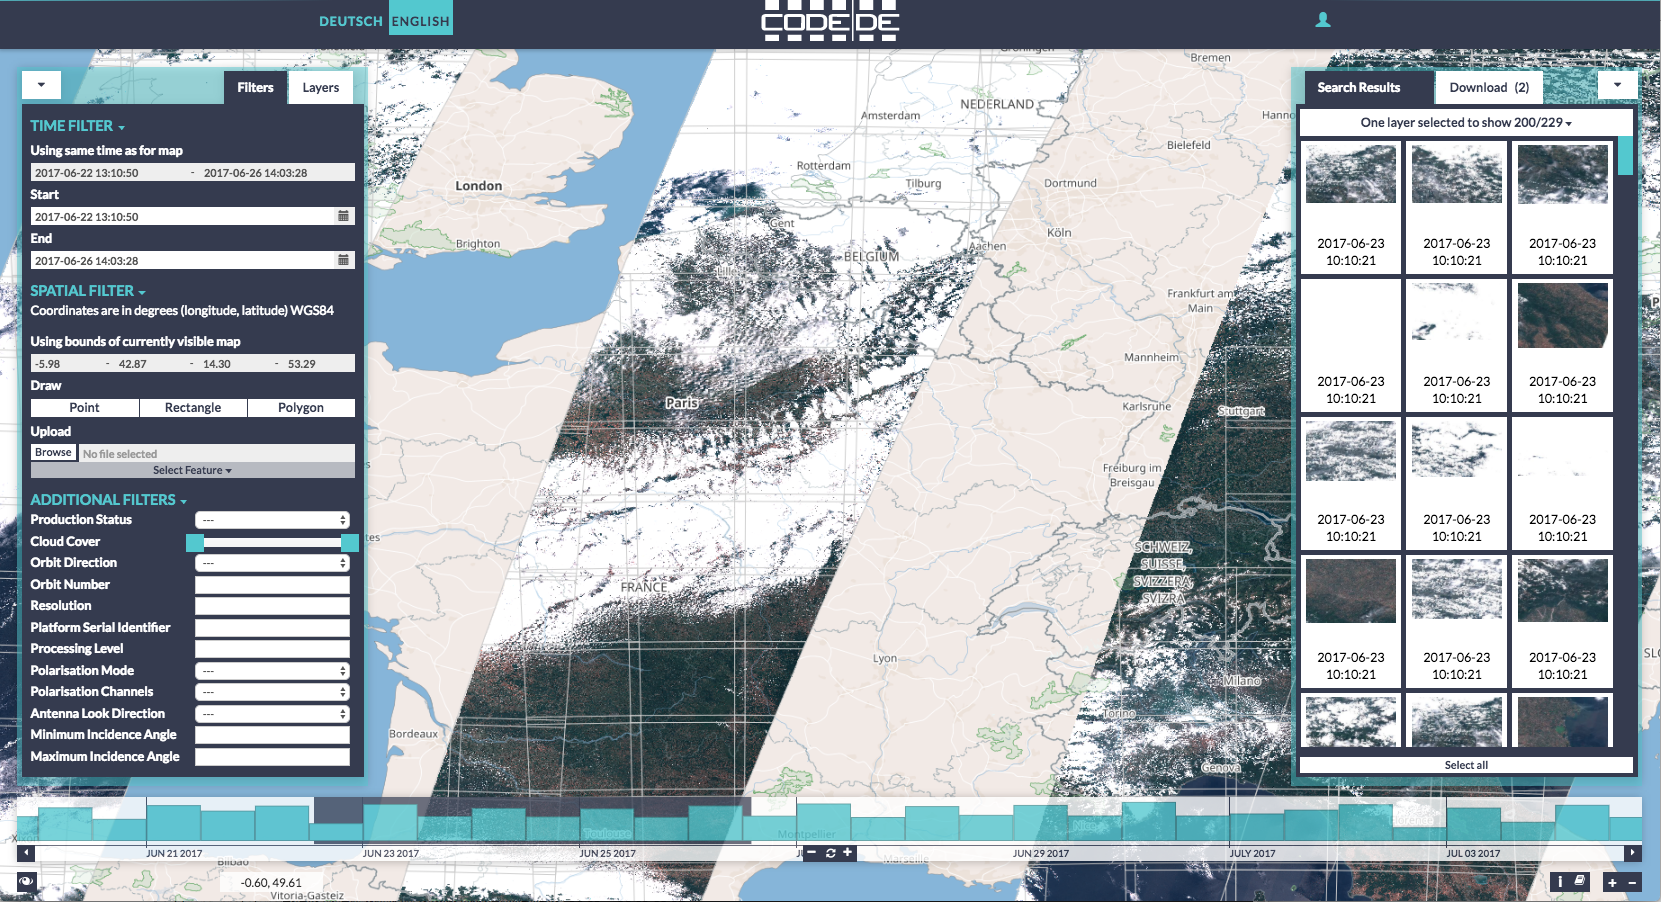 DEUTSCH ENGLISH
CODE|DE
Filters Layers
TIME FILTER
Using same time as for map
2017-06-22 13:10:50 - 2017-06-26 14:03:28
Start
2017-06-22 13:10:50
End
2017-06-26 14:03:28
SPATIAL FILTER
Coordinates are in degrees (longitude, latitude) WGS84
Using bounds of currently visible map
-5.98 - 42.87 - 14.30 - 53.29
Draw
Point Rectangle Polygon
Upload
Browse No file selected
Select Feature
ADDITIONAL FILTERS
Production Status ---
Cloud Cover
Orbit Direction ---
Orbit Number
Resolution
Platform Serial Identifier
Processing Level
Polarisation Mode ---
Polarisation Channels ---
Antenna Look Direction ---
Minimum Incidence Angle
Maximum Incidence Angle
Groningen
Bremen
NEDERLAND
Amsterdam
Hanno
Bielefeld
Rotterdam
London
Tilburg
Dortmund
Gent
Köln
Brighton
Aachen
BELGIUM
Lille
Frankfurt am
Main
Mannheim
Paris
Karlsruhe
Stuttgart
Freiburg im
Breisgau
SCHWEIZ,
SUISSE,
SVIZZERA,
SVIZRA
FRANCE
Lyon
Milano
Torino
Bordeaux
Genova
Search Results Download (2)
One layer selected to show 200/229
2017-06-23 2017-06-23 2017-06-23
10:10:21 10:10:21 10:10:21
2017-06-23 2017-06-23 2017-06-23
10:10:21 10:10:21 10:10:21
2017-06-23 2017-06-23 2017-06-23
10:10:21 10:10:21 10:10:21
2017-06-23 2017-06-23 2017-06-23
10:10:21 10:10:21 10:10:21
Select all
SLO
Toulouse
Montpellier
Nice
Firenze
JUN 21 2017 JUN 23 2017 JUN 25 2017 JUN 29 2017 JULY 2017 JUL 03 2017
Marseille
Bilbao
-0.60, 49.61
Vitoria-Gasteiz